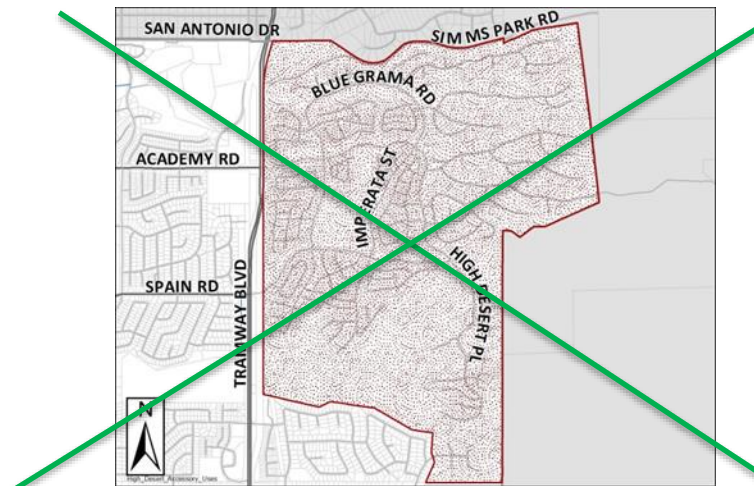 SAN ANTONIO DR
SIMMS PARK RD
BLUE GRAMA RD
ACADEMY RD
IMPERATA ST
SPAIN RD
TRAMWAY BLVD
HIGH DESERT PL
N
High_Desert_Accessory_Uses